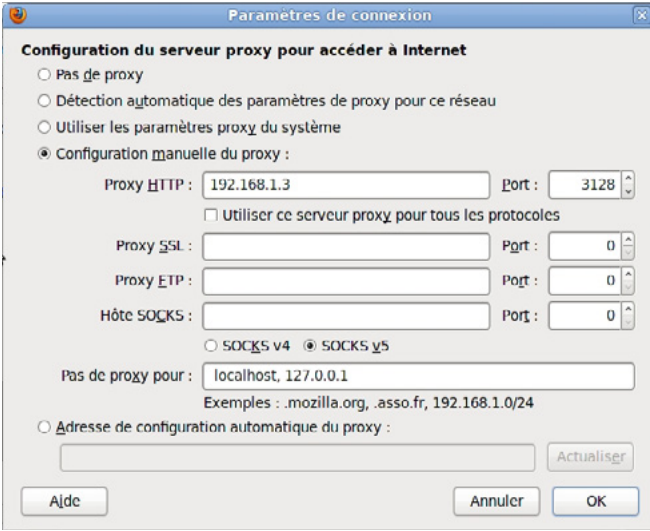 Paramètres de connexion
Configuration du serveur proxy pour accéder à Internet
Pas de proxy
Détection automatique des paramètres de proxy pour ce réseau
Utiliser les paramètres proxy du système
Configuration manuelle du proxy :
Proxy HTTP : 192.168.1.3 Port : 3128
Utiliser ce serveur proxy pour tous les protocoles
Proxy SSL : Port : 0
Proxy FTP : Port : 0
Hôte SOCKS : Port : 0
SOCKS v4 SOCKS v5
Pas de proxy pour : localhost, 127.0.0.1
Exemples : .mozilla.org, .asso.fr, 192.168.1.0/24
Adresse de configuration automatique du proxy :
Actualiser
Aide Annuler OK